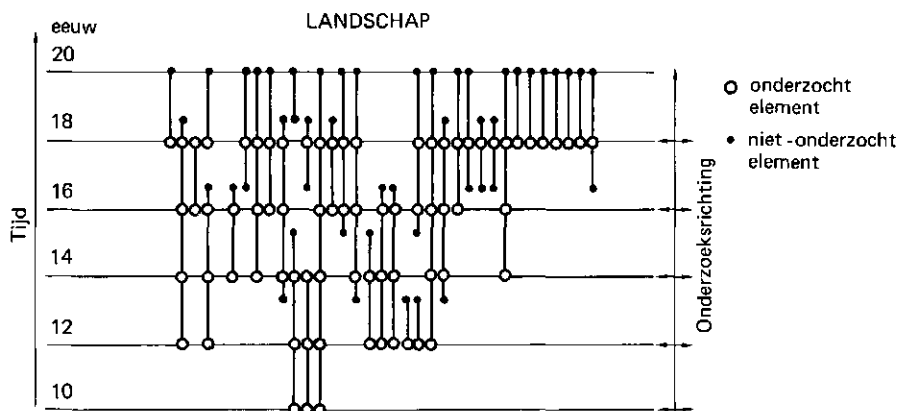 LANDSCHAP
eeuw
20
18
16
14
12
10
Tijd
Onderzoeksrichting
onderzocht
element
niet-onderzocht
element